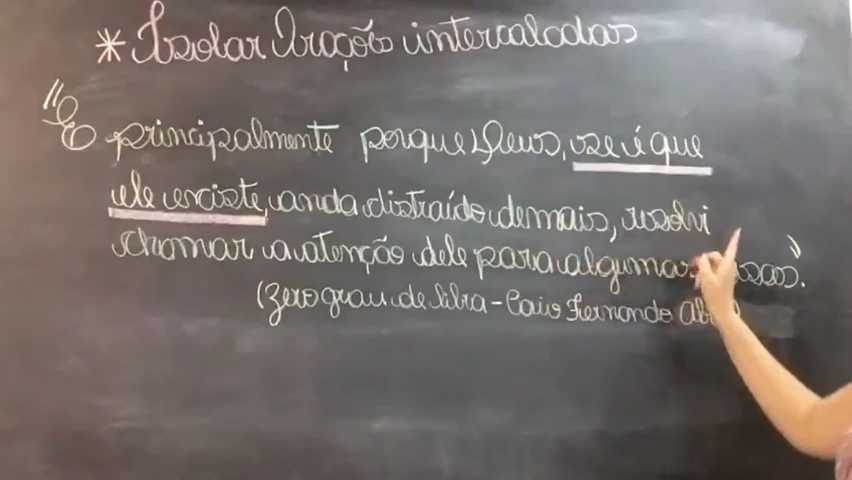 * Isolar Orações intercaladas
"E principalmente porque Deus, se é que
ele existe, anda distraído demais, resolvi
chamar a atenção dele para algumas".
(Zero grau de libra - Caio Fernando